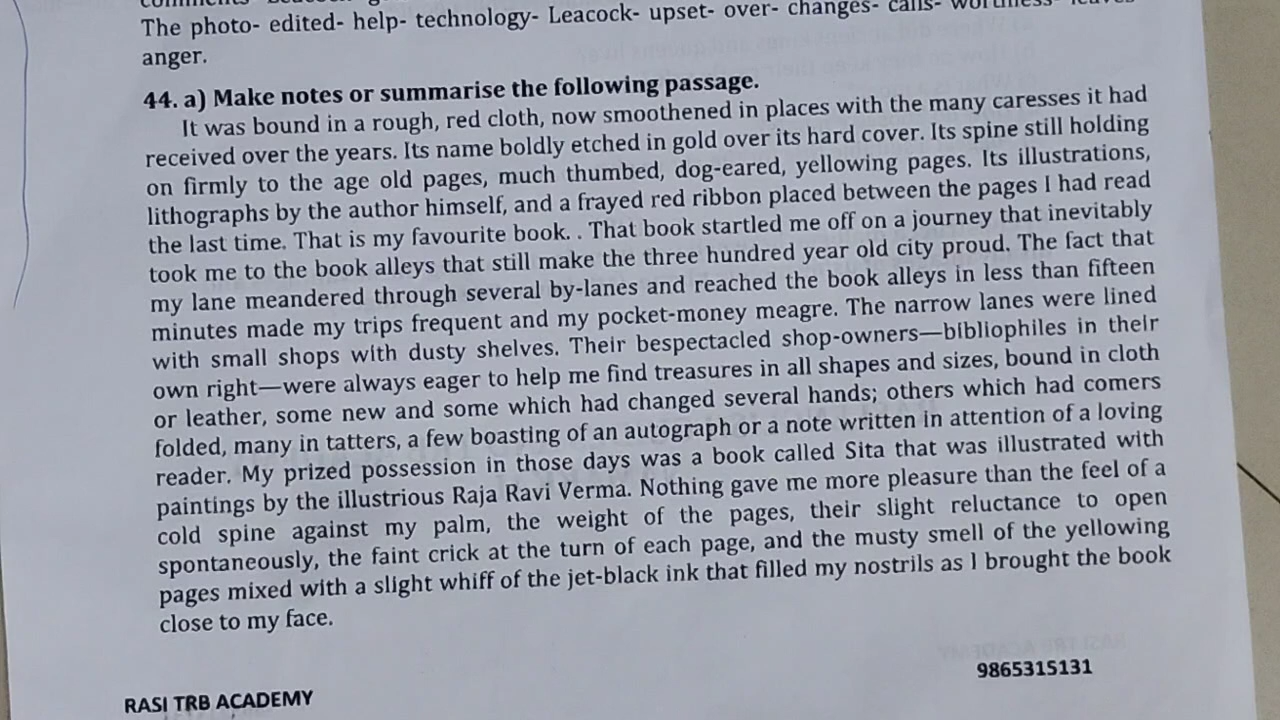 The photo- edited- help- technology- Leacock- upset- over- changes- calls-
anger.
44. a) Make notes or summarise the following passage.
It was bound in a rough, red cloth, now smoothened in places with the many caresses it had
received over the years. Its name boldly etched in gold over its hard cover. Its spine still holding
on firmly to the age old pages, much thumbed, dog-eared, yellowing pages. Its illustrations,
lithographs by the author himself, and a frayed red ribbon placed between the pages I had read
the last time. That is my favourite book. . That book startled me off on a journey that inevitably
took me to the book alleys that still make the three hundred year old city proud. The fact that
my lane meandered through several by-lanes and reached the book alleys in less than fifteen
minutes made my trips frequent and my pocket-money meagre. The narrow lanes were lined
with small shops with dusty shelves. Their bespectacled shop-owners—bibliophiles in their
own right—were always eager to help me find treasures in all shapes and sizes, bound in cloth
or leather, some new and some which had changed several hands; others which had comers
folded, many in tatters, a few boasting of an autograph or a note written in attention of a loving
reader. My prized possession in those days was a book called Sita that was illustrated with
paintings by the illustrious Raja Ravi Verma. Nothing gave me more pleasure than the feel of a
cold spine against my palm, the weight of the pages, their slight reluctance to open
spontaneously, the faint crick at the turn of each page, and the musty smell of the yellowing
pages mixed with a slight whiff of the jet-black ink that filled my nostrils as I brought the book
close to my face.
9865315131
RASI TRB ACADEMY